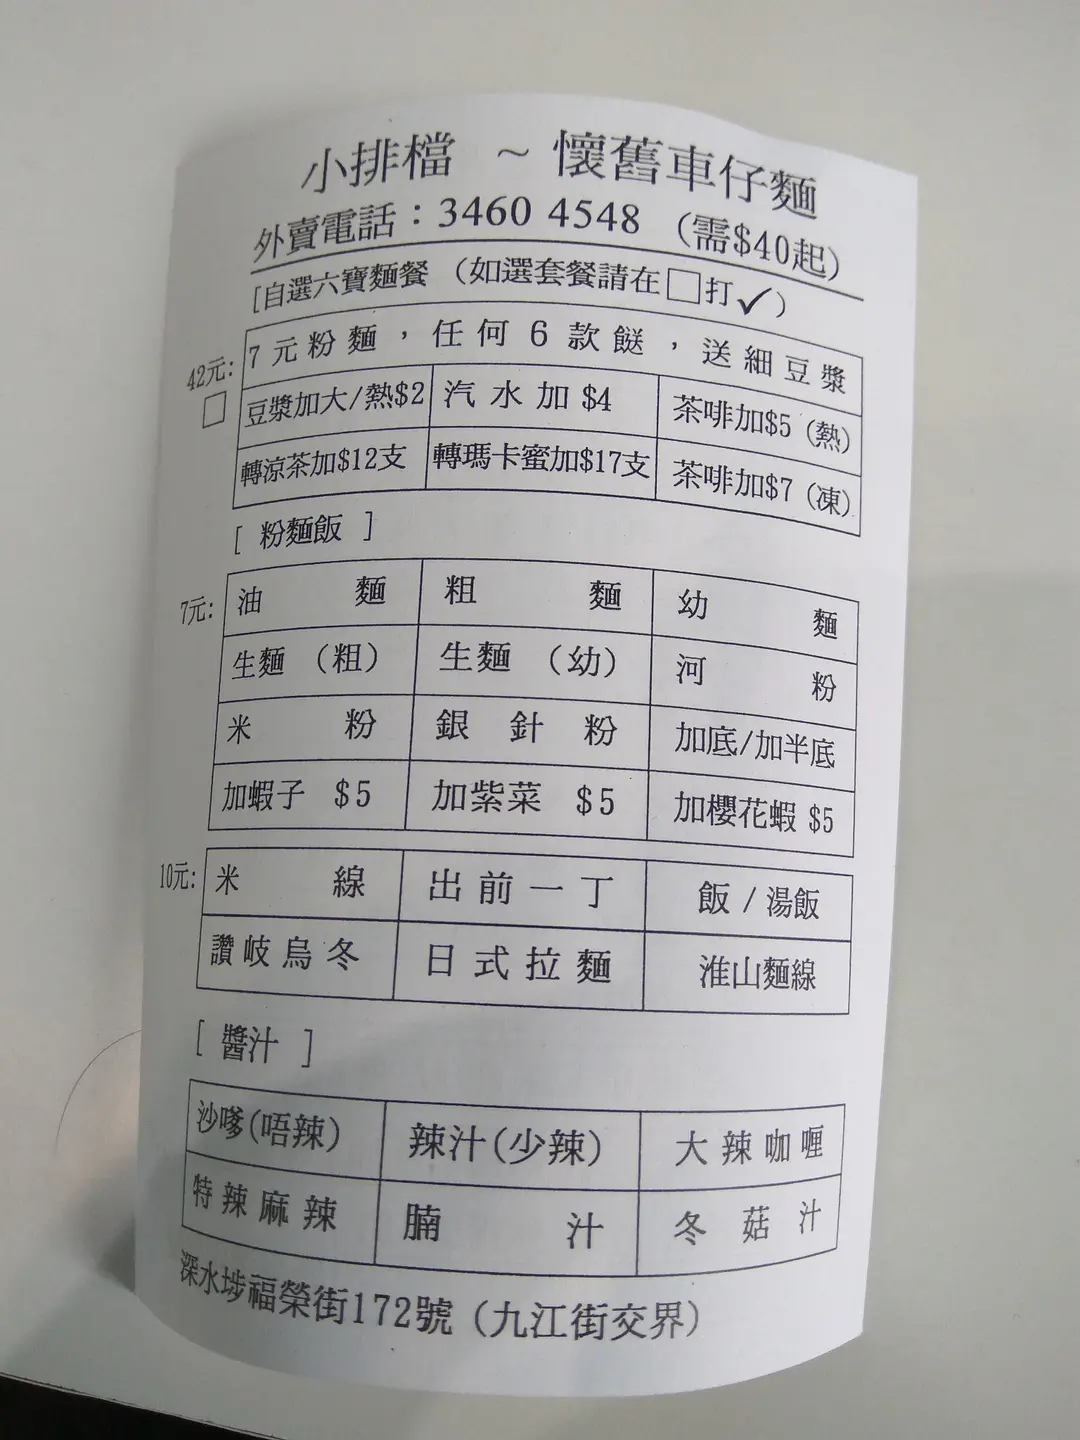 小排檔 ~ 懷舊車仔麵
外賣電話：3460 4548 (需$40起)
[自選六寶麵餐 (如選套餐請在□打✓)
42元: □ 7元粉麵，任何6款餸，送細豆漿
豆漿加大/熱$2 汽水加 $4 茶啡加$5 (熱)
轉涼茶加$12支 轉瑪卡蜜加$17支 茶啡加$7 (凍)
[ 粉麵飯 ]
7元: 油麵 粗麵 幼麵
生麵 (粗) 生麵 (幼) 河粉
米粉 銀針粉 加底/加半底
加蝦子 $5 加紫菜 $5 加櫻花蝦 $5
10元: 米線 出前一丁 飯/湯飯
讚岐烏冬 日式拉麵 淮山麵線
[ 醬汁 ]
沙嗲(唔辣) 辣汁(少辣) 大辣咖喱
特辣麻辣 腩汁 冬菇汁
深水埗福榮街172號 (九江街交界)